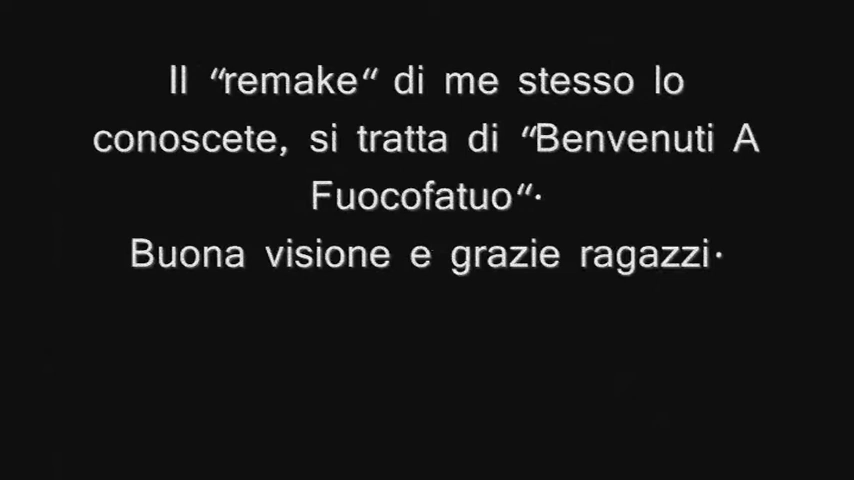 Il “remake“ di me stesso lo
conoscete, si tratta di “Benvenuti A
Fuocofatuo“.
Buona visione e grazie ragazzi.